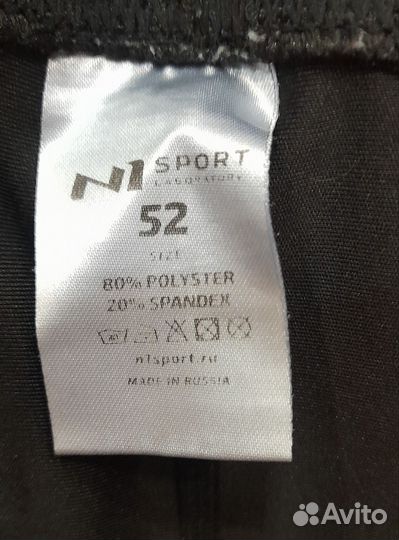 N1 SPORT
LABORATORY
52
SIZE
80% POLYSTER
20% SPANDEX
n1sport.ru
MADE IN RUSSIA
Avito